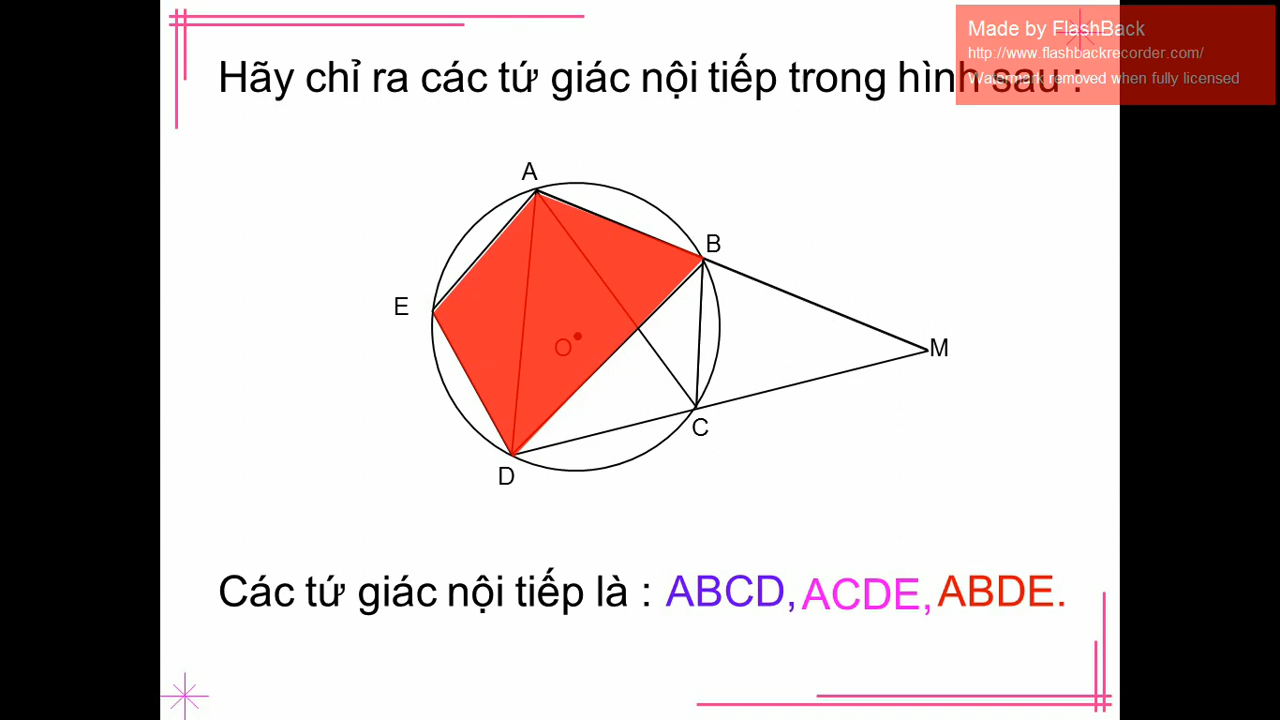 Made by FlashBack
http://www.flashbackrecorder.com/
Watermark removed when fully licensed
Hãy chỉ ra các tứ giác nội tiếp trong hình sau :
A
B
E
O
M
C
D
Các tứ giác nội tiếp là : ABCD, ACDE, ABDE.